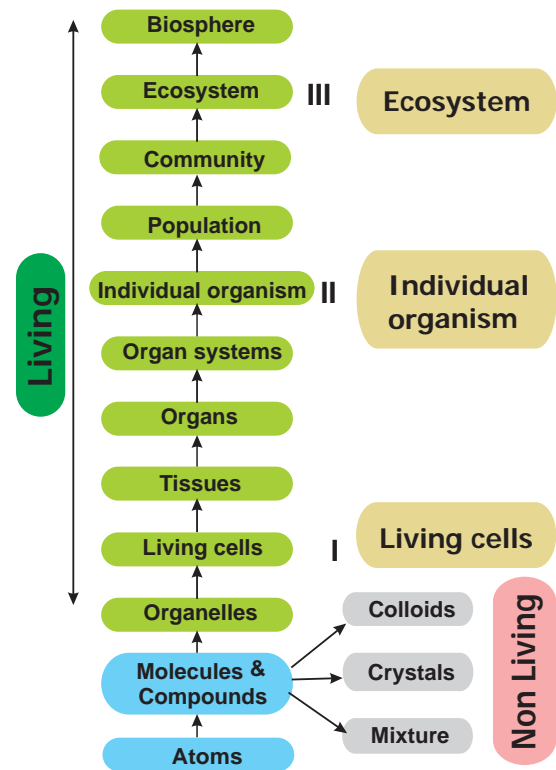 Biosphere
Ecosystem
III
Ecosystem
Community
Population
Individual organism
II
Individual
organism
Living
Organ systems
Organs
Tissues
Living cells
I
Living cells
Organelles
Colloids
Molecules &
Compounds
Crystals
Non Living
Mixture
Atoms